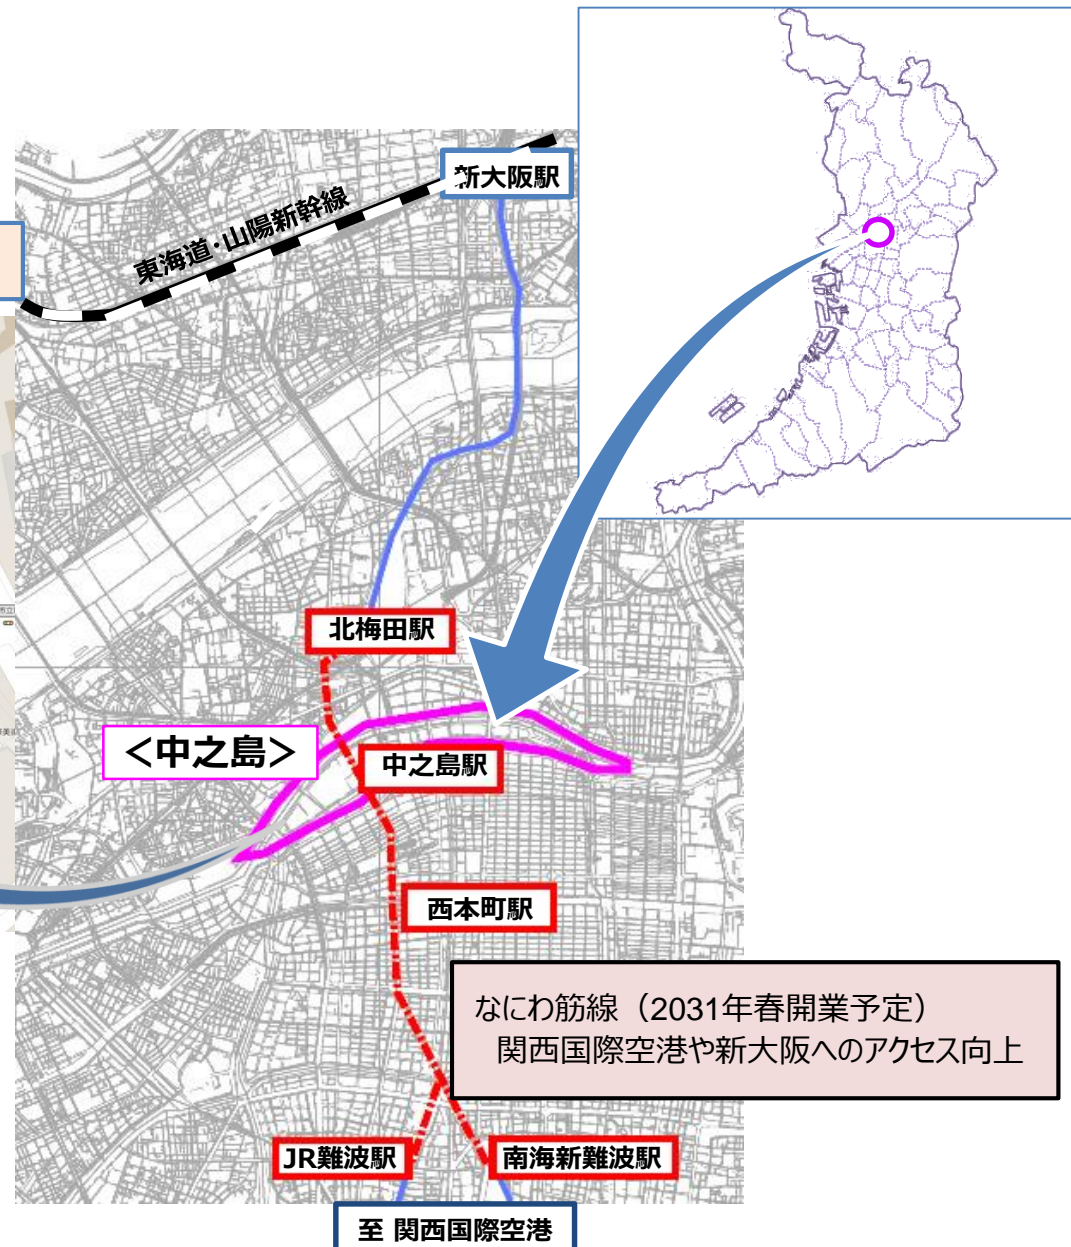 新大阪駅
東海道・山陽新幹線
北梅田駅
<中之島>
中之島駅
西本町駅
なにわ筋線（2031年春開業予定）
関西国際空港や新大阪へのアクセス向上
JR難波駅
南海新難波駅
至 関西国際空港